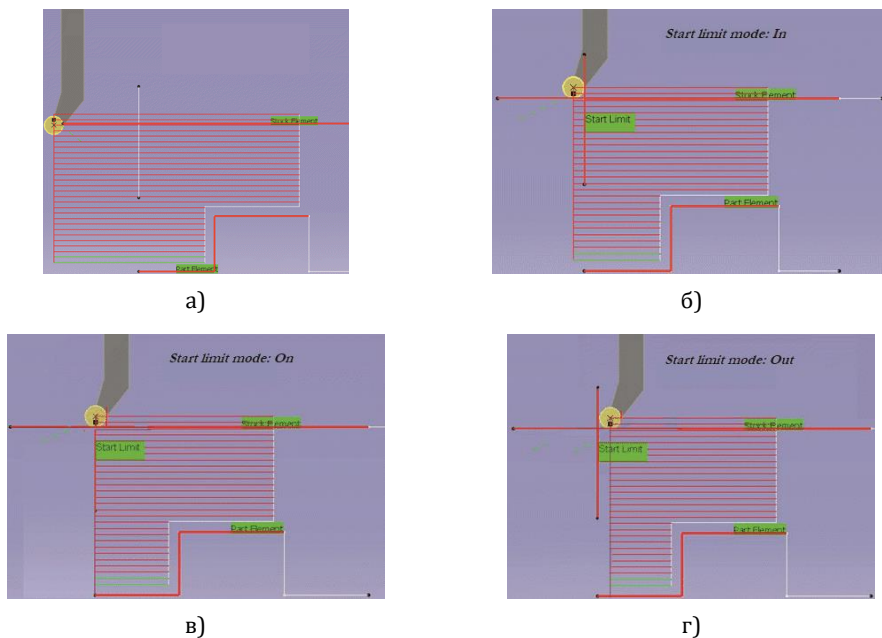 Stock Element
Part Element
а)
Start limit mode: In
Stock Element
Start Limit
Part Element
б)
Start limit mode: On
Stock Element
Start Limit
Part Element
в)
Start limit mode: Out
Stock Element
Start Limit
Part Element
г)